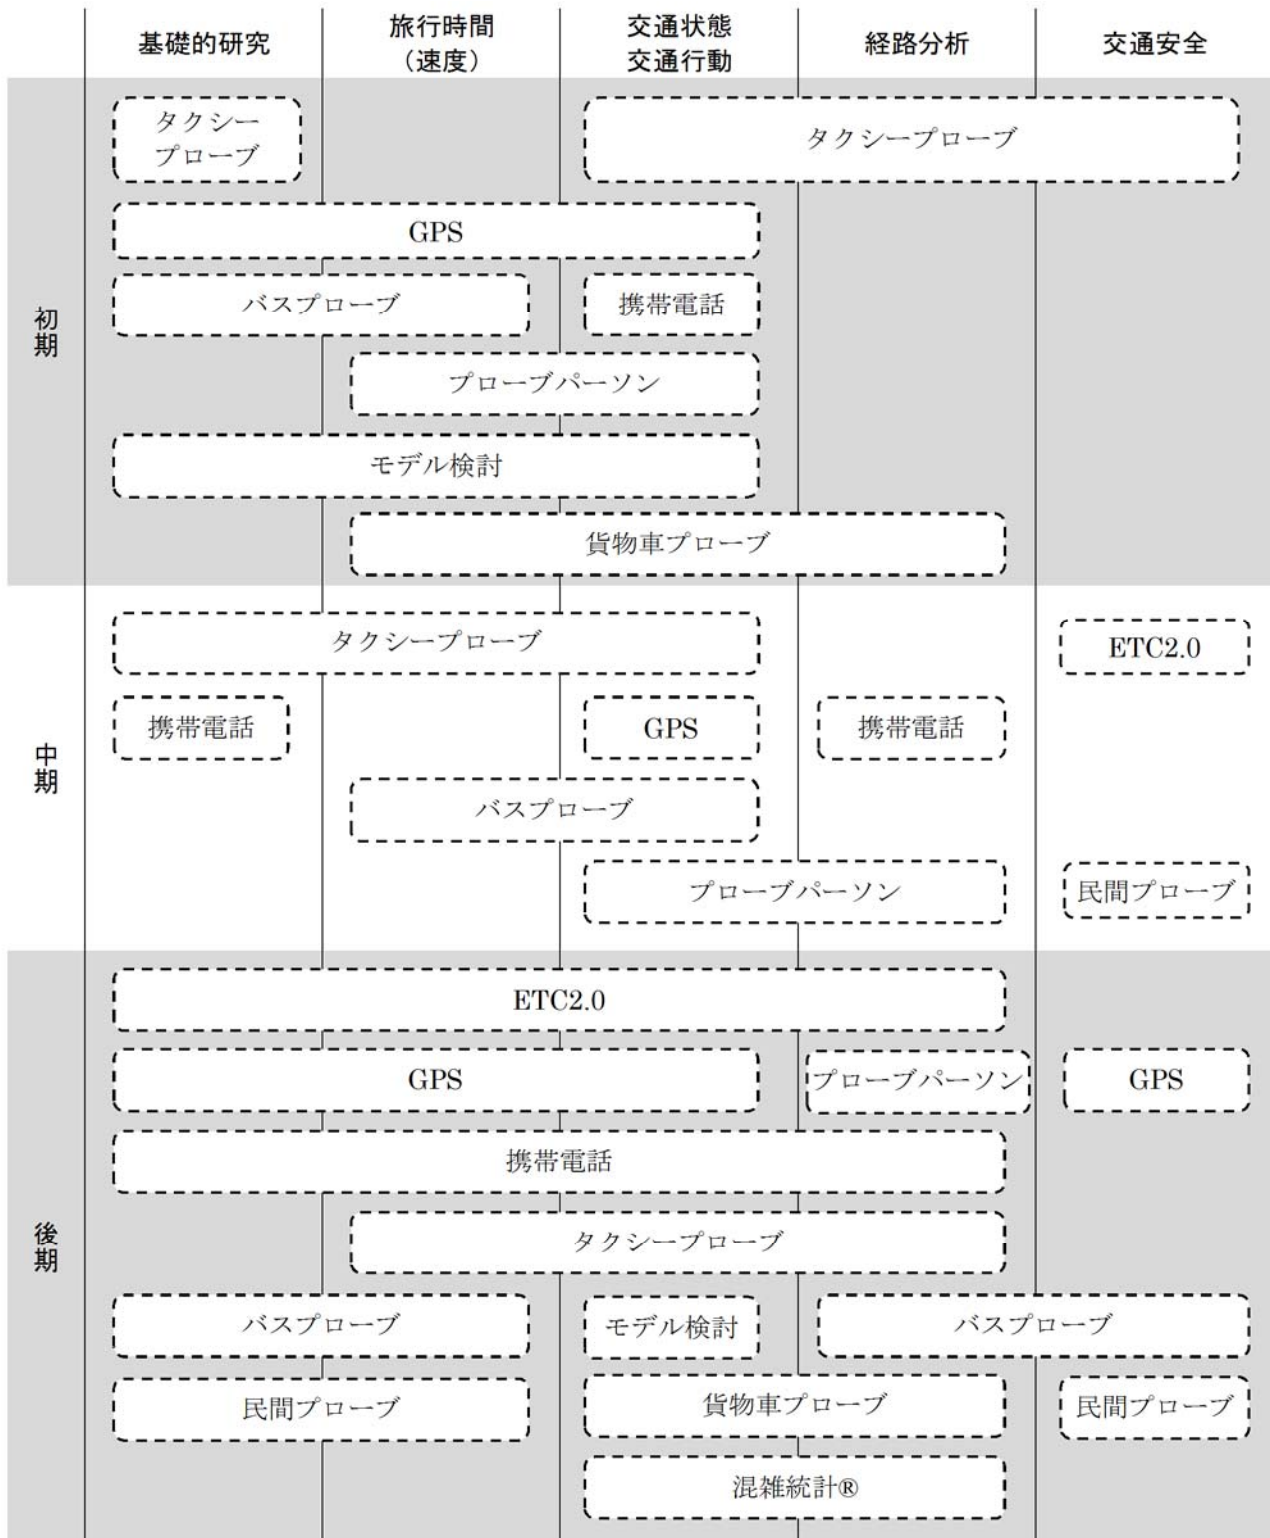 基礎的研究
旅行時間
（速度）
交通状態
交通行動
経路分析
交通安全
初期
タクシー
プローブ
タクシープローブ
GPS
バスプローブ
携帯電話
プローブパーソン
モデル検討
貨物車プローブ
中期
タクシープローブ
ETC2.0
携帯電話
GPS
携帯電話
バスプローブ
プローブパーソン
民間プローブ
後期
ETC2.0
GPS
プローブパーソン
GPS
携帯電話
タクシープローブ
バスプローブ
モデル検討
バスプローブ
民間プローブ
貨物車プローブ
民間プローブ
混雑統計®